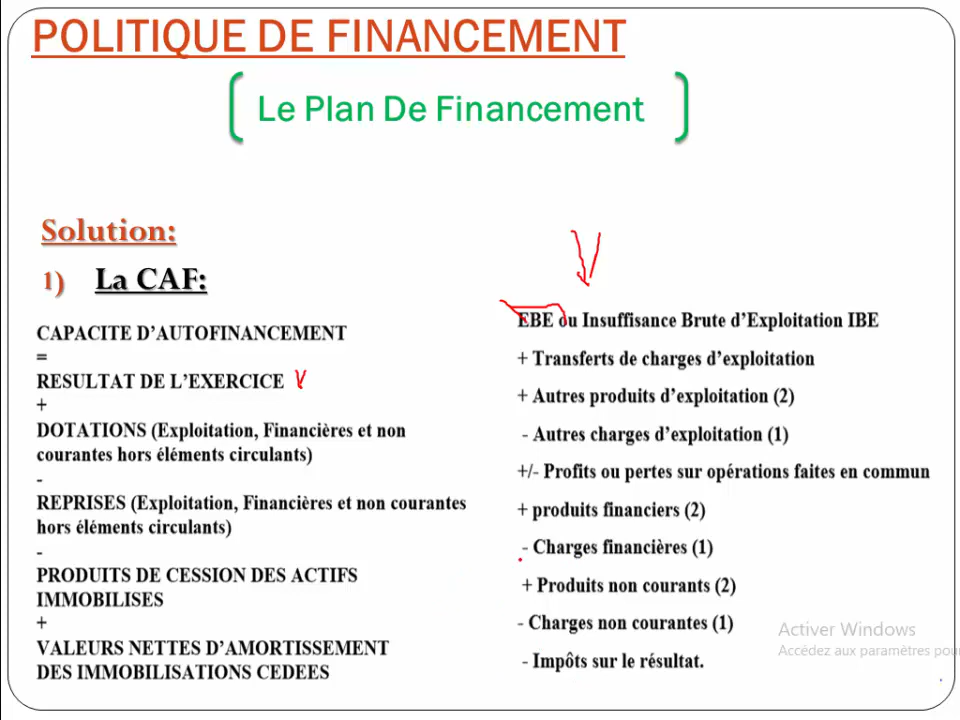 POLITIQUE DE FINANCEMENT
Le Plan De Financement
Solution:
1) La CAF:
CAPACITE D'AUTOFINANCEMENT
=
RESULTAT DE L'EXERCICE
+
DOTATIONS (Exploitation, Financières et non
courantes hors éléments circulants)
-
REPRISES (Exploitation, Financières et non courantes
hors éléments circulants)
-
PRODUITS DE CESSION DES ACTIFS
IMMOBILISES
+
VALEURS NETTES D'AMORTISSEMENT
DES IMMOBILISATIONS CEDEES
EBE ou Insuffisance Brute d'Exploitation IBE
+ Transferts de charges d'exploitation
+ Autres produits d'exploitation (2)
- Autres charges d'exploitation (1)
+/- Profits ou pertes sur opérations faites en commun
+ produits financiers (2)
- Charges financières (1)
+ Produits non courants (2)
- Charges non courantes (1)
- Impôts sur le résultat.
Activer Windows
Accédez aux paramètres pour